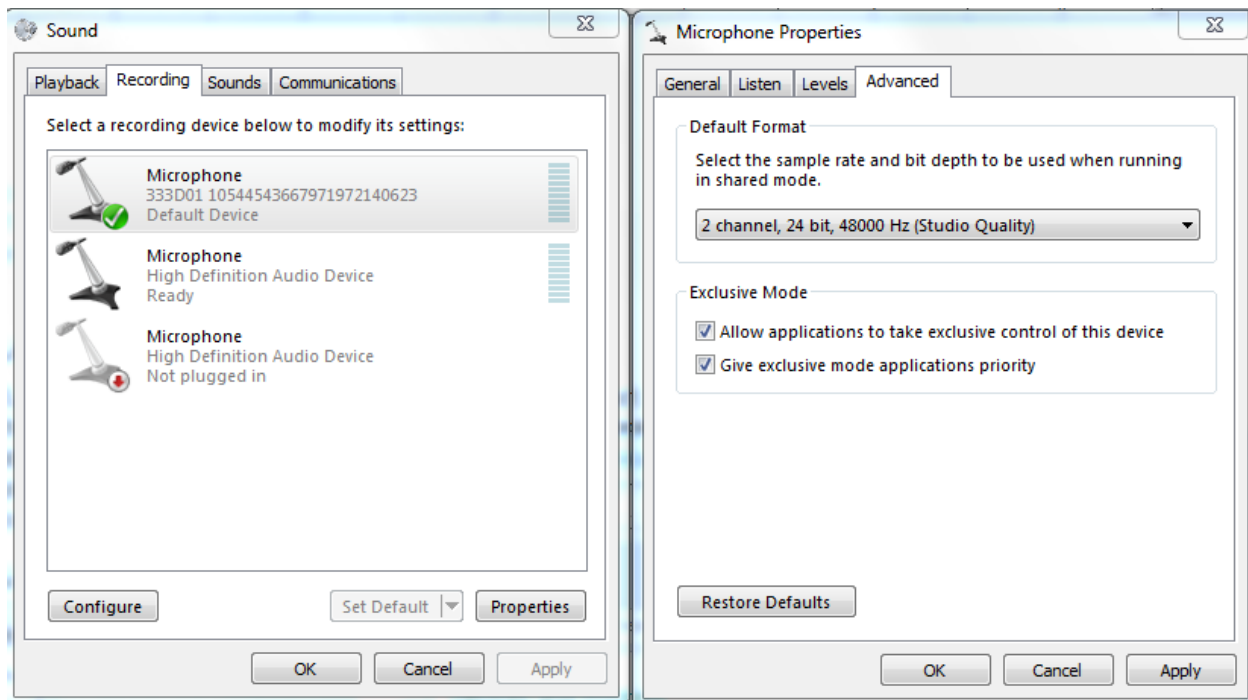 Sound
Playback Recording Sounds Communications
Select a recording device below to modify its settings:
Microphone
333D01 10544543667971972140623
Default Device
Microphone
High Definition Audio Device
Ready
Microphone
High Definition Audio Device
Not plugged in
Configure Set Default Properties
OK Cancel Apply
Microphone Properties
General Listen Levels Advanced
Default Format
Select the sample rate and bit depth to be used when running
in shared mode.
2 channel, 24 bit, 48000 Hz (Studio Quality)
Exclusive Mode
Allow applications to take exclusive control of this device
Give exclusive mode applications priority
Restore Defaults
OK Cancel Apply